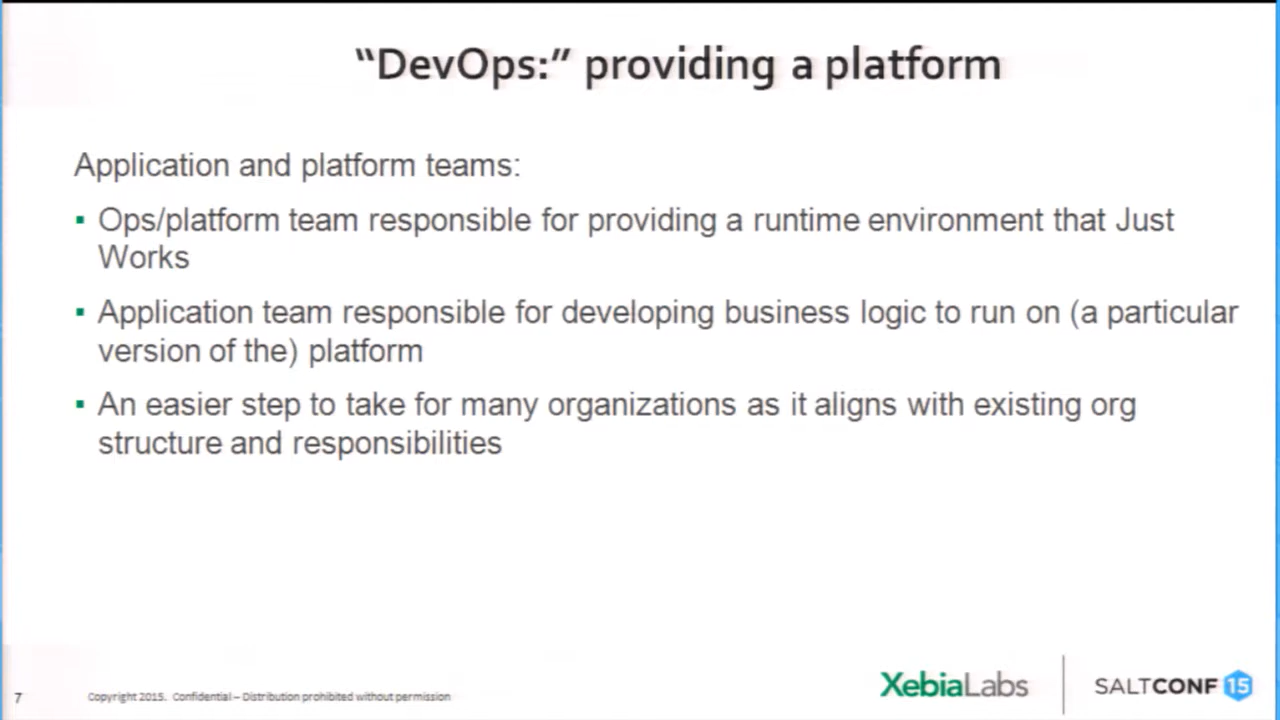 “DevOps:” providing a platform
Application and platform teams:
▪ Ops/platform team responsible for providing a runtime environment that Just
Works
▪ Application team responsible for developing business logic to run on (a particular
version of the) platform
▪ An easier step to take for many organizations as it aligns with existing org
structure and responsibilities
7
Copyright 2015. Confidential – Distribution prohibited without permission
XebiaLabs
SALTCONF 15